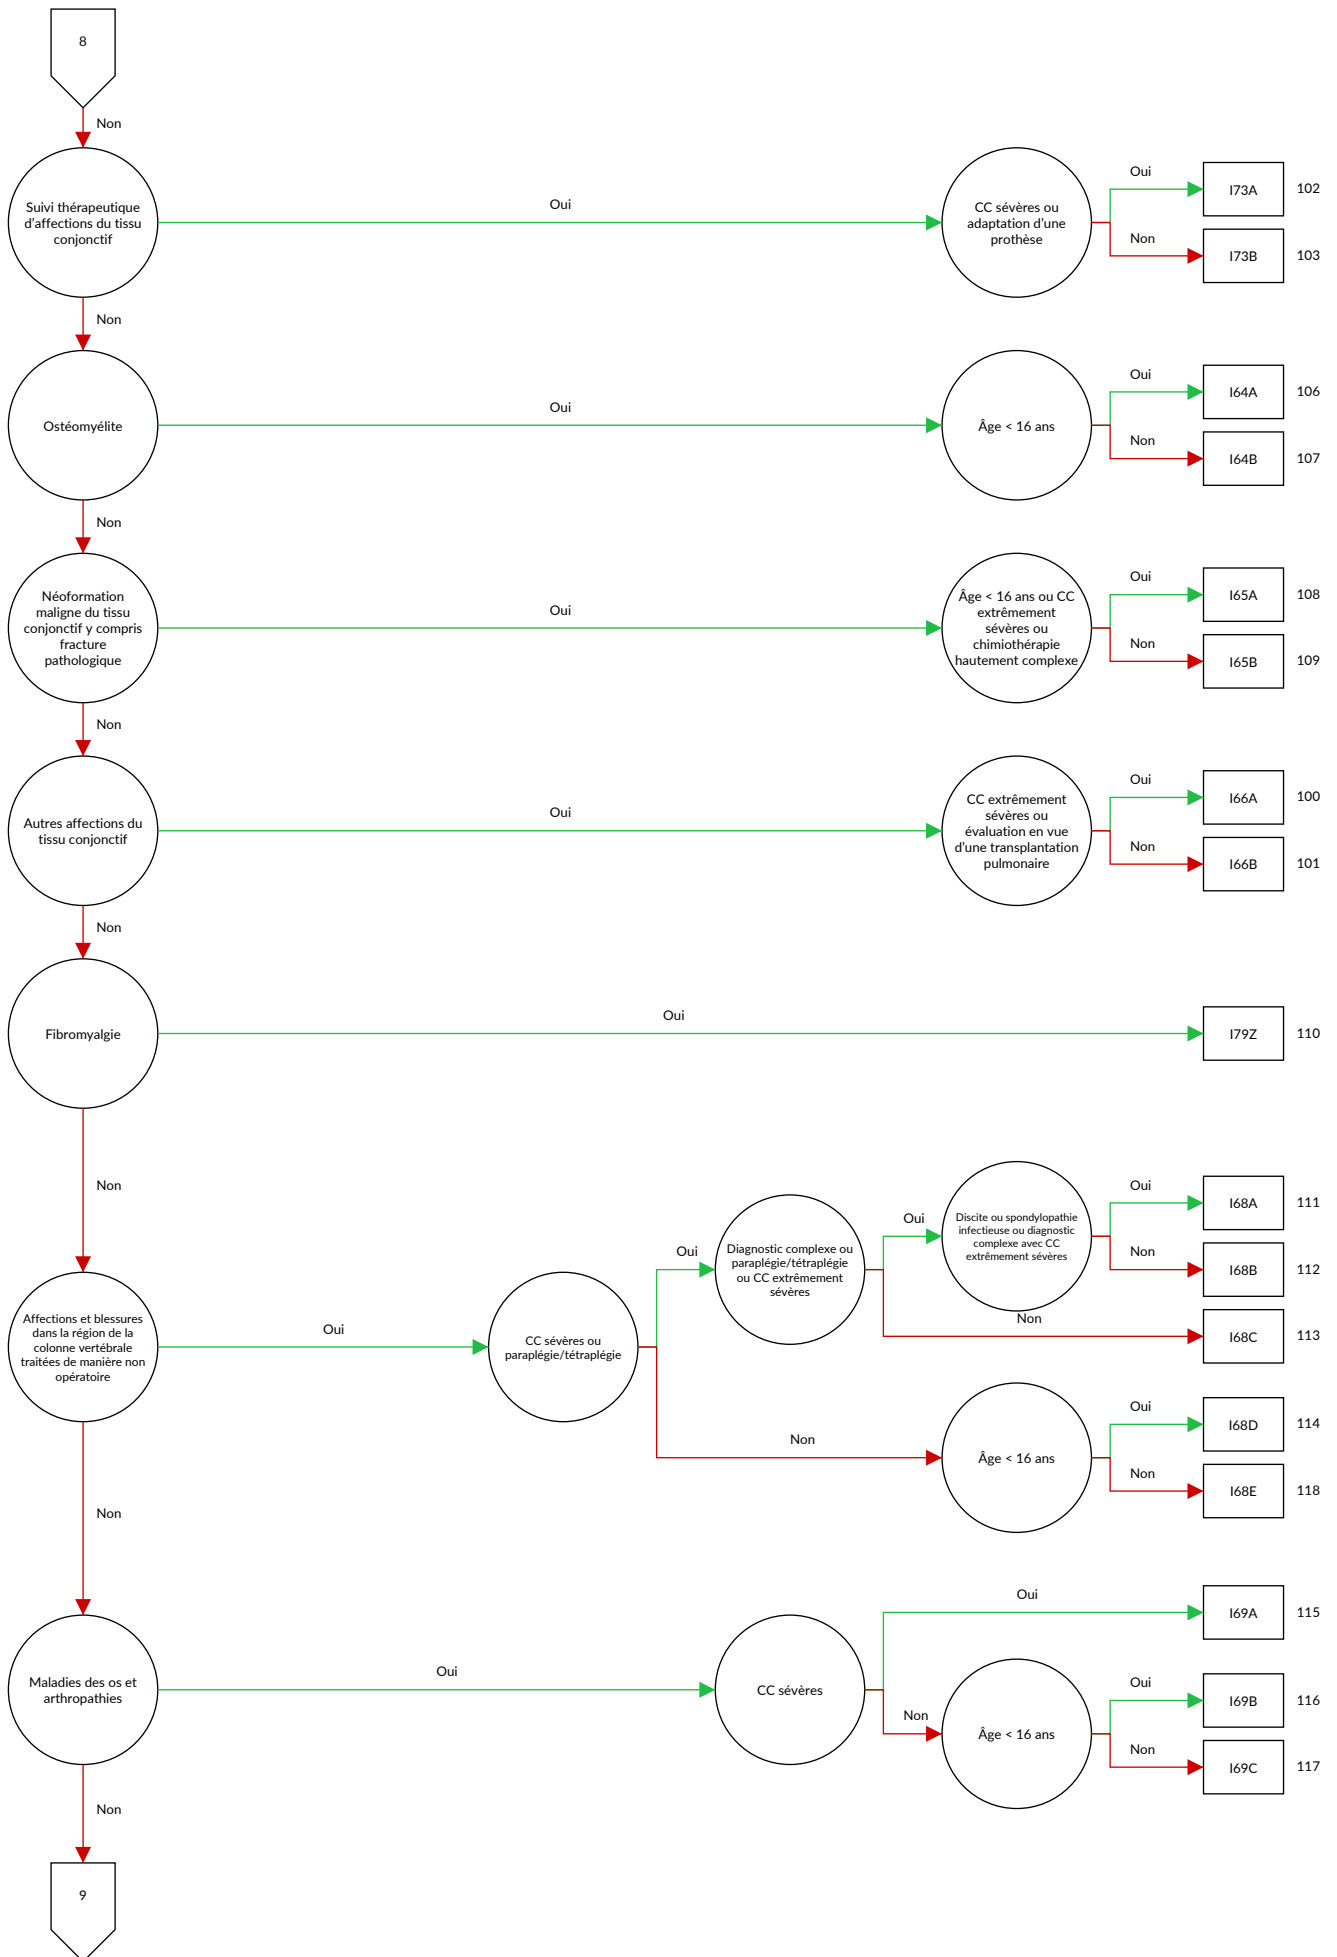 8
Non
Suivi thérapeutique
d'affections du tissu
conjonctif
Oui
CC sévères ou
adaptation d'une
prothèse
Oui
I73A
102
Non
I73B
103
Non
Ostéomyélite
Oui
Âge < 16 ans
Oui
I64A
106
Non
I64B
107
Non
Néoformation
maligne du tissu
conjonctif y compris
fracture
pathologique
Oui
Âge < 16 ans ou CC
extrêmement
sévères ou
chimiothérapie
hautement complexe
Oui
I65A
108
Non
I65B
109
Non
Autres affections du
tissu conjonctif
Oui
CC extrêmement
sévères ou
évaluation en vue
d'une transplantation
pulmonaire
Oui
I66A
100
Non
I66B
101
Non
Fibromyalgie
Oui
I79Z
110
Non
Affections et blessures
dans la région de la
colonne vertébrale
traitées de manière non
opératoire
Oui
CC sévères ou
paraplégie/tétraplégie
Oui
Diagnostic complexe ou
paraplégie/tétraplégie
ou CC extrêmement
sévères
Oui
Discite ou spondylopathie
infectieuse ou diagnostic
complexe avec CC
extrêmement sévères
Oui
I68A
111
Non
I68B
112
Non
I68C
113
Non
Âge < 16 ans
Oui
I68D
114
Non
I68E
118
Non
Maladies des os et
arthropathies
Oui
CC sévères
Oui
I69A
115
Non
Âge < 16 ans
Oui
I69B
116
Non
I69C
117
Non
9